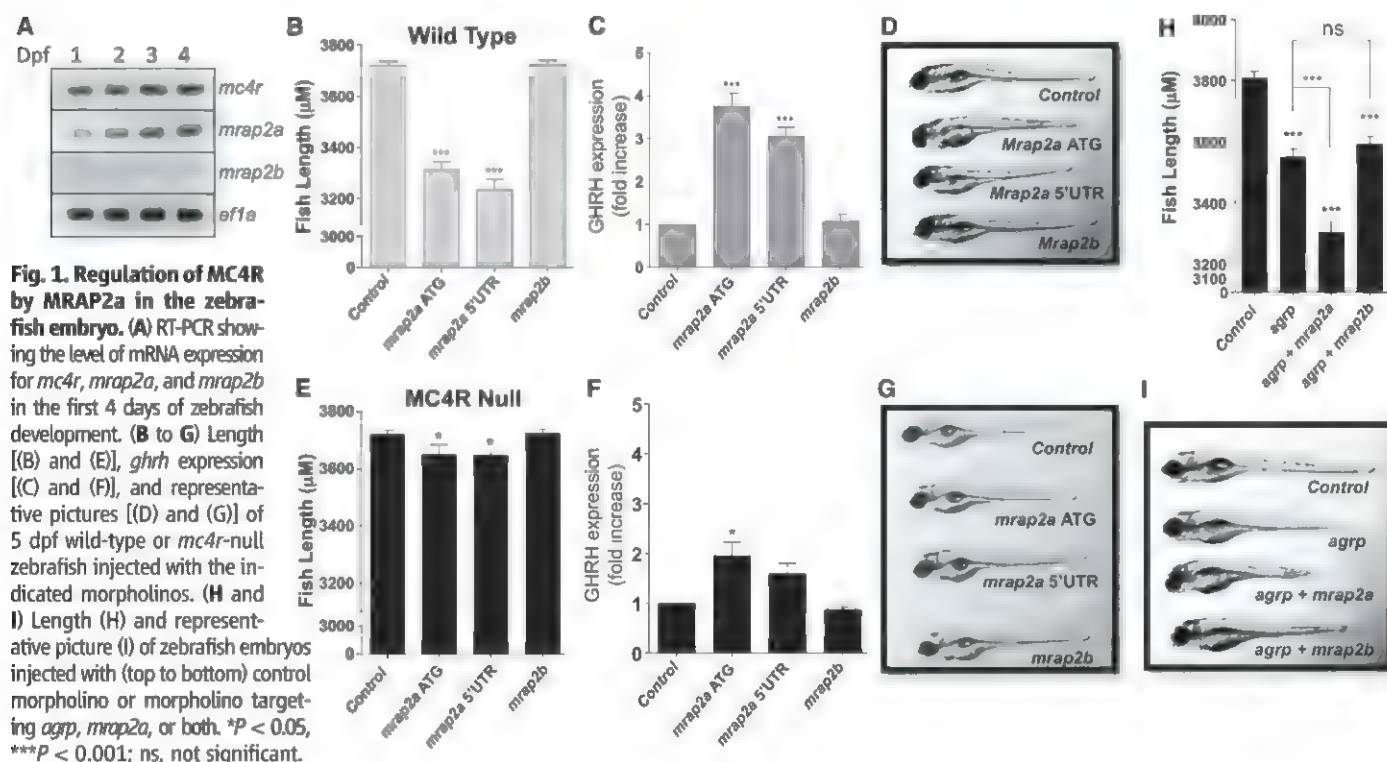 A
Dpf 1 2 3 4
mc4r
mrap2a
mrap2b
ef1a
B
Wild Type
Fish Length (µM)
3800
3600
3400
3200
3000
0
Control
mrap2a ATG
mrap2a 5'UTR
mrap2b
***
***
C
GHRH expression
(fold increase)
5
4
3
2
1
0
Control
mrap2a ATG
mrap2a 5'UTR
mrap2b
***
***
D
Control
Mrap2a ATG
Mrap2a 5'UTR
Mrap2b
H
Fish Length (µM)
3800
3400
3200
3100
0
ns
***
***
***
***
Control
agrp
agrp + mrap2a
agrp + mrap2b
Fig. 1. Regulation of MC4R
by MRAP2a in the zebra-
fish embryo. (A) RT-PCR show-
ing the level of mRNA expression
for mc4r, mrap2a, and mrap2b
in the first 4 days of zebrafish
development. (B to G) Length
[(B) and (E)], ghrh expression
[(C) and (F)], and representa-
tive pictures [(D) and (G)] of
5 dpf wild-type or mc4r-null
zebrafish injected with the in-
dicated morpholinos. (H and
I) Length (H) and represent-
ative picture (I) of zebrafish embryos
injected with (top to bottom) control
morpholino or morpholino target-
ing agrp, mrap2a, or both. *P < 0.05,
***P < 0.001; ns, not significant.
E
MC4R Null
Fish Length (µM)
3800
3600
3400
3200
3000
0
*
*
Control
mrap2a ATG
mrap2a 5'UTR
mrap2b
F
GHRH expression
(fold increase)
5
4
3
2
1
0
*
Control
mrap2a ATG
mrap2a 5'UTR
mrap2b
G
Control
mrap2a ATG
mrap2a 5'UTR
mrap2b
I
Control
agrp
agrp + mrap2a
agrp + mrap2b